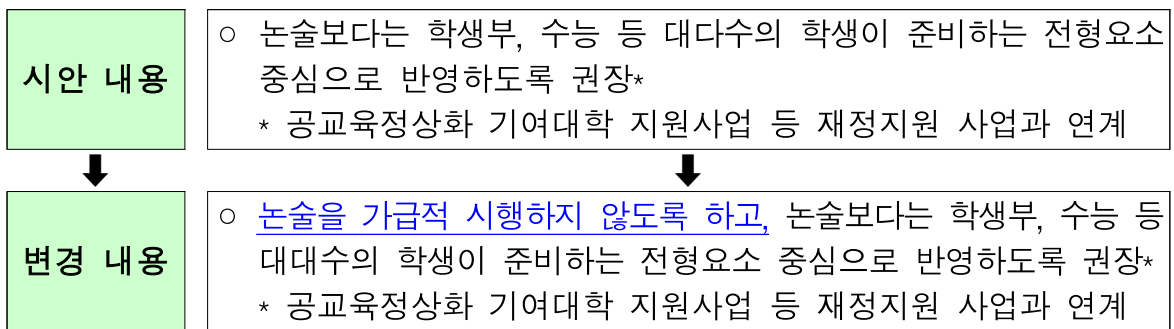 시안 내용
○ 논술보다는 학생부, 수능 등 대다수의 학생이 준비하는 전형요소
중심으로 반영하도록 권장*
* 공교육정상화 기여대학 지원사업 등 재정지원 사업과 연계
변경 내용
○ 논술을 가급적 시행하지 않도록 하고, 논술보다는 학생부, 수능 등
대대수의 학생이 준비하는 전형요소 중심으로 반영하도록 권장*
* 공교육정상화 기여대학 지원사업 등 재정지원 사업과 연계